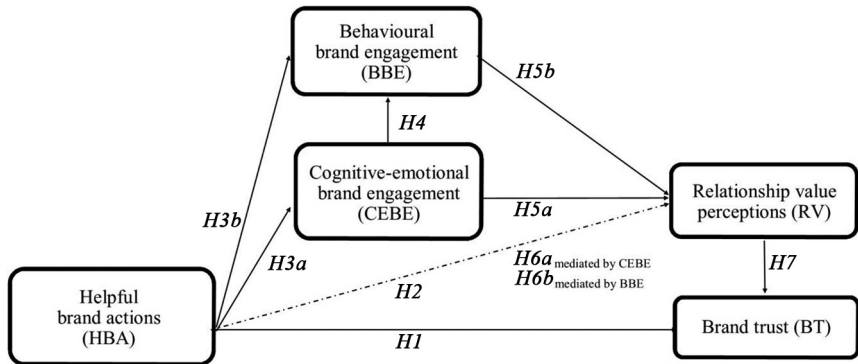 Behavioural
brand engagement
(BBE)
H5b
H4
Cognitive-emotional
brand engagement
(CEBE)
H3b
H5a
Relationship value
perceptions (RV)
H3a
H6a mediated by CEBE
H6b mediated by BBE
H7
H2
Helpful
brand actions
(HBA)
H1
Brand trust (BT)